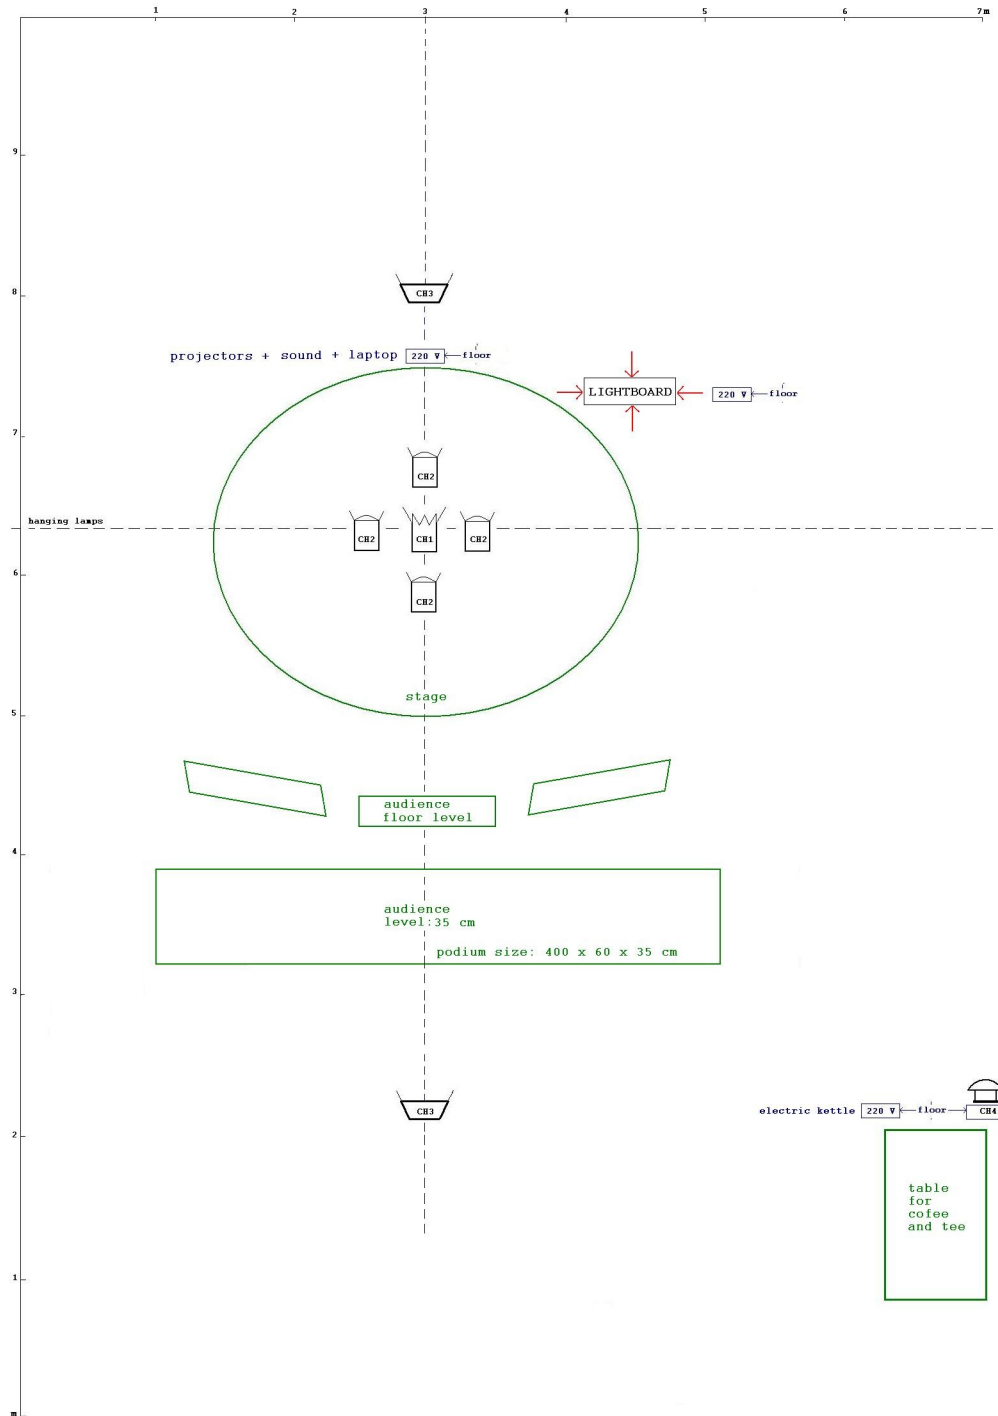 1 2 3 4 5 6 7m
9
CH3
8
projectors + sound + laptop 220 V floor
LIGHTBOARD 220 V floor
7
CH2
hanging lamps
CH2 CH1 CH2
6
CH2
stage
5
audience
floor level
4
audience
level:35 cm
podium size: 400 x 60 x 35 cm
3
CH3 electric kettle 220 V floor CH4
2
table
for
cofee
and tee
1
m